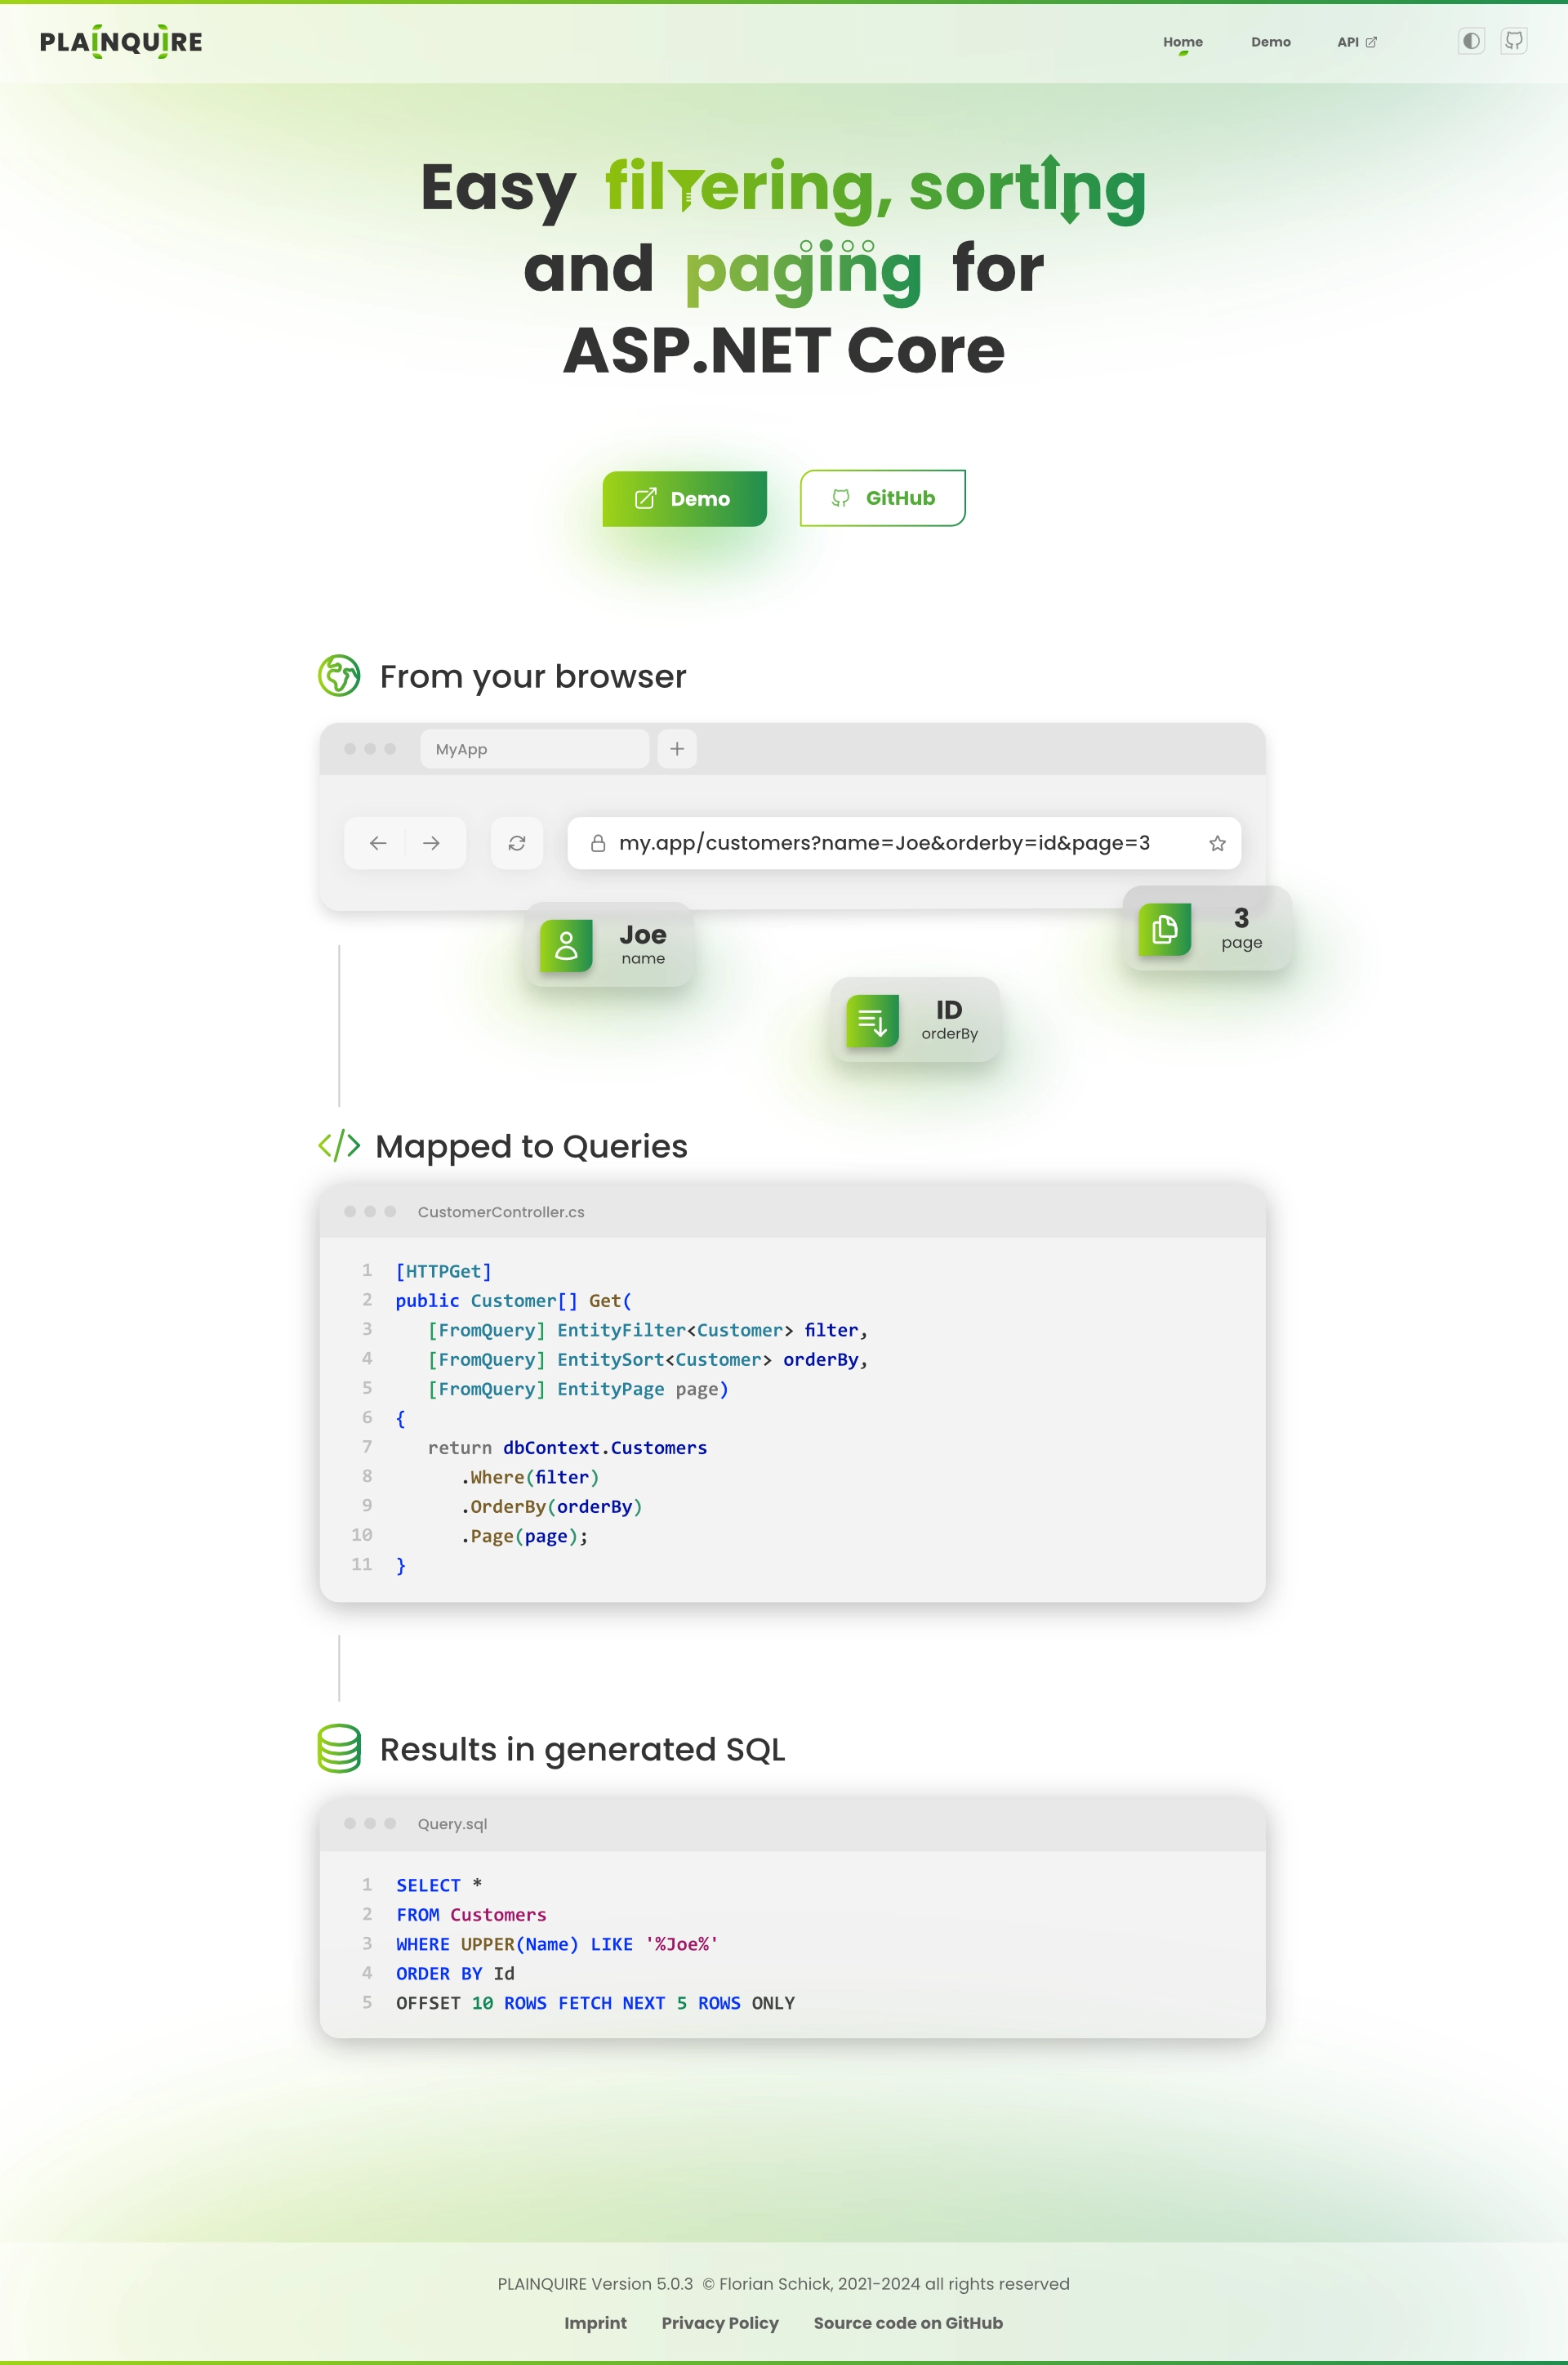 PLAINQUIRE
Home Demo API
Easy filtering, sorting
and paging for
ASP.NET Core
Demo GitHub
From your browser
MyApp
my.app/customers?name=Joe&orderby=id&page=3
Joe
name
3
page
ID
orderBy
Mapped to Queries
CustomerController.cs
1 [HTTPGet]
2 public Customer[] Get(
3 [FromQuery] EntityFilter<Customer> filter,
4 [FromQuery] EntitySort<Customer> orderBy,
5 [FromQuery] EntityPage page)
6 {
7 return dbContext.Customers
8 .Where(filter)
9 .OrderBy(orderBy)
10 .Page(page);
11 }
Results in generated SQL
Query.sql
1 SELECT *
2 FROM Customers
3 WHERE UPPER(Name) LIKE '%Joe%'
4 ORDER BY Id
5 OFFSET 10 ROWS FETCH NEXT 5 ROWS ONLY
PLAINQUIRE Version 5.0.3 © Florian Schick, 2021-2024 all rights reserved
Imprint Privacy Policy Source code on GitHub